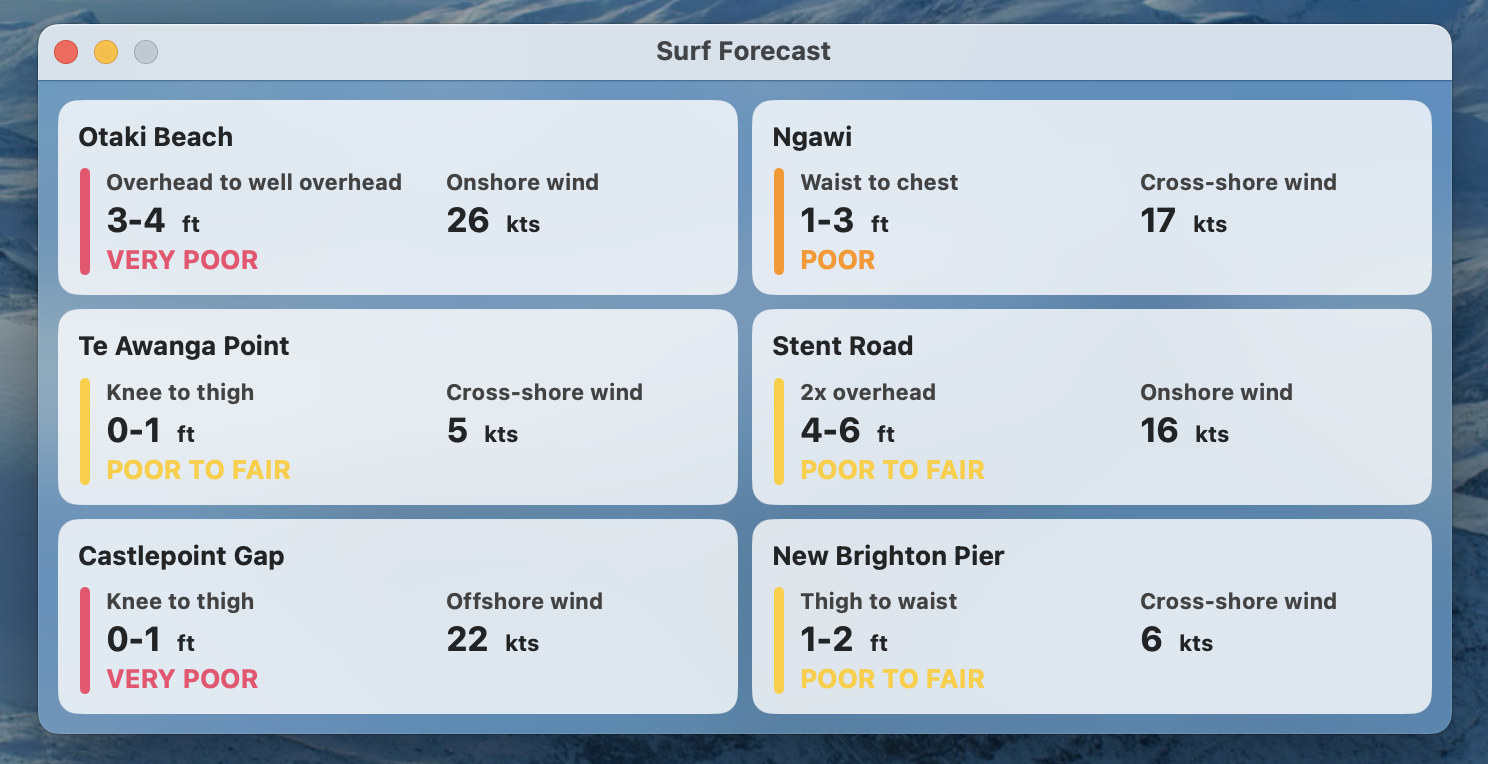 Surf Forecast
Otaki Beach
Overhead to well overhead
3-4 ft
VERY POOR
Onshore wind
26 kts
Ngawi
Waist to chest
1-3 ft
POOR
Cross-shore wind
17 kts
Te Awanga Point
Knee to thigh
0-1 ft
POOR TO FAIR
Cross-shore wind
5 kts
Stent Road
2x overhead
4-6 ft
POOR TO FAIR
Onshore wind
16 kts
Castlepoint Gap
Knee to thigh
0-1 ft
VERY POOR
Offshore wind
22 kts
New Brighton Pier
Thigh to waist
1-2 ft
POOR TO FAIR
Cross-shore wind
6 kts